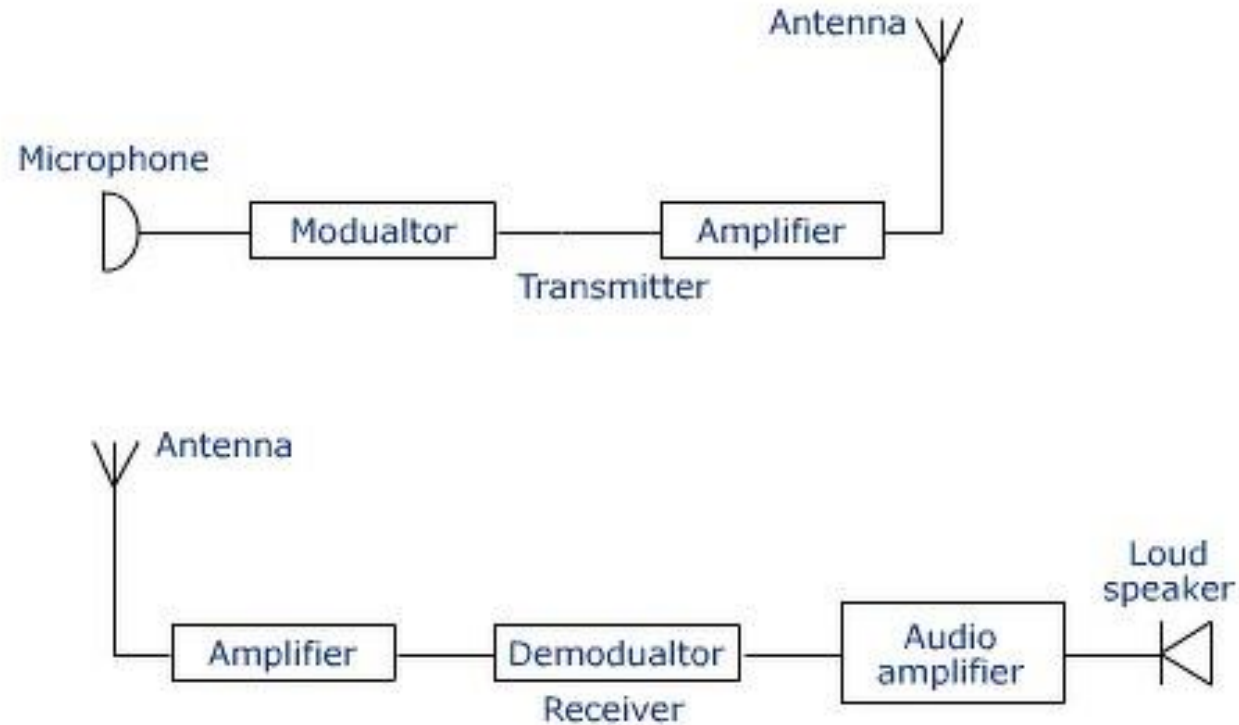 Antenna
Microphone
Modualtor
Amplifier
Transmitter
Antenna
Loud
speaker
Amplifier
Demodualtor
Audio
amplifier
Receiver